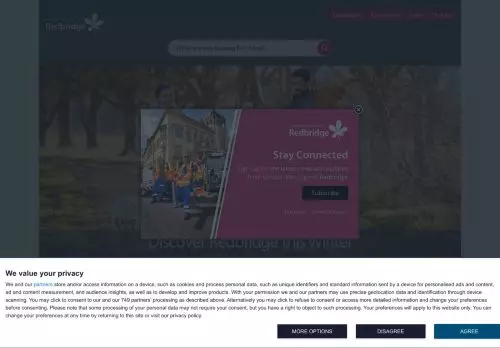 Redbridge
Redbridge
Stay Connected
Subscribe
Discover Redbridge this Winter
We value your privacy
We and our partners store and/or access information on a device, such as cookies and process personal data, such as unique identifiers and standard information sent by a device for personalised ads and content,
ad and content measurement, and audience insights, as well as to develop and improve products. With your permission we and our partners may use precise geolocation data and identification through device
scanning. You may click to consent to our and our 749 partners' processing as described above. Alternatively you may click to refuse to consent or access more detailed information and change your preferences
before consenting. Please note that some processing of your personal data may not require your consent, but you have a right to object to such processing. Your preferences will apply to this website only. You can
change your preferences at any time by returning to this site or visit our privacy policy.
MORE OPTIONS
DISAGREE
AGREE